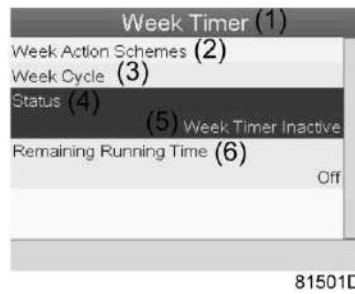 Week Timer (1)
Week Action Schemes (2)
Week Cycle (3)
Status (4)
(5) Week Timer Inactive
Remaining Running Time (6)
Off
81501D